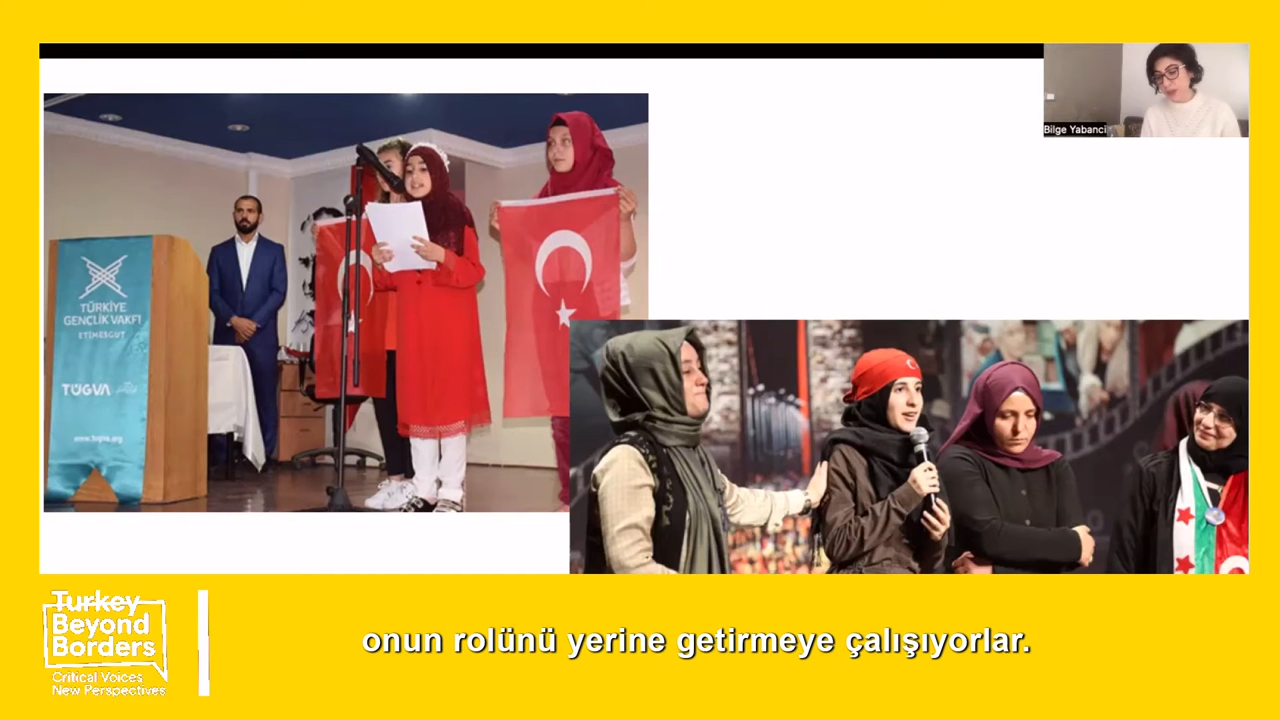 Bilge Yabanci
TÜRKİYE
GENÇLİK VAKFI
ETİMESGUT
TÜGVA
www.tugva.org
onun rolünü yerine getirmeye çalışıyorlar.
Turkey
Beyond
Borders
Critical Voices
New Perspectives